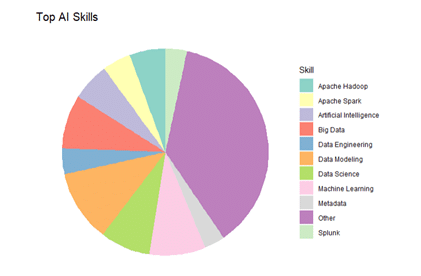 Top AI Skills
Skill
Apache Hadoop
Apache Spark
Artificial Intelligence
Big Data
Data Engineering
Data Modeling
Data Science
Machine Learning
Metadata
Other
Splunk